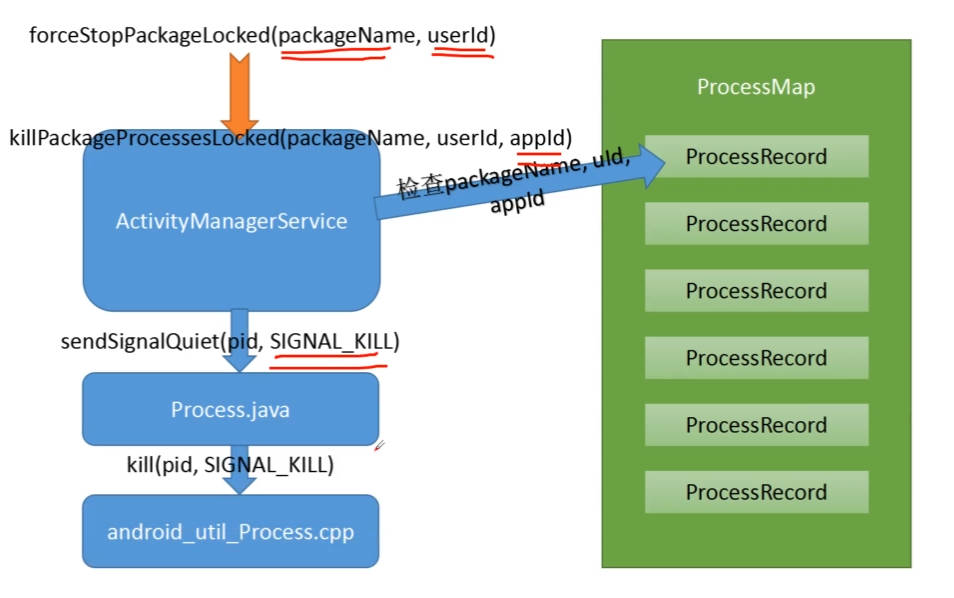 forceStopPackageLocked(packageName, userId)
killPackageProcessesLocked(packageName, userId, appId)
ActivityManagerService
检查packageName, uId,
appId
sendSignalQuiet(pid, SIGNAL_KILL)
Process.java
kill(pid, SIGNAL_KILL)
android_util_Process.cpp
ProcessMap
ProcessRecord
ProcessRecord
ProcessRecord
ProcessRecord
ProcessRecord
ProcessRecord